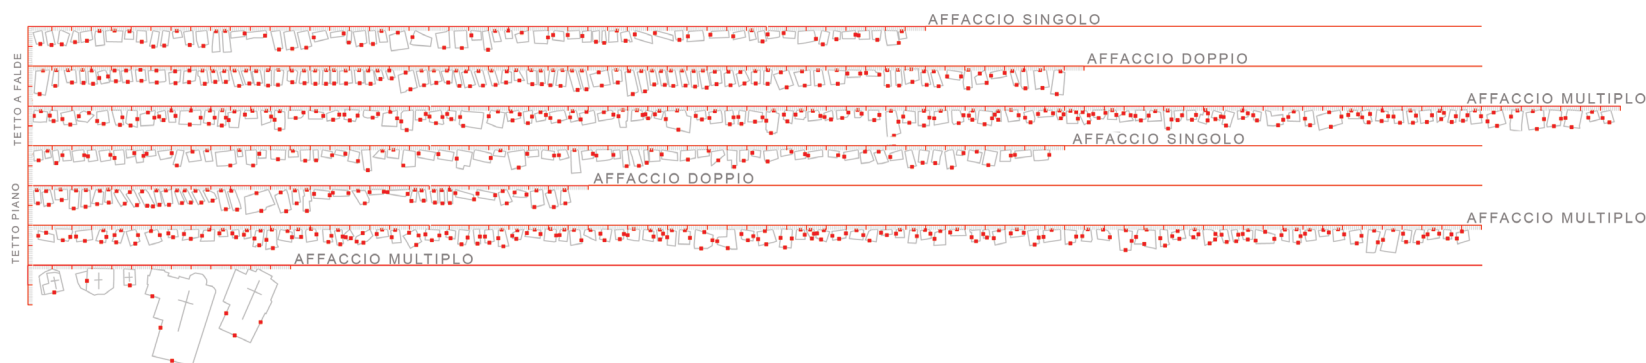 AFFACCIO SINGOLO
AFFACCIO DOPPIO
TETTO A FALDE
AFFACCIO MULTIPLO
AFFACCIO SINGOLO
AFFACCIO DOPPIO
TETTO PIANO
AFFACCIO MULTIPLO
AFFACCIO MULTIPLO